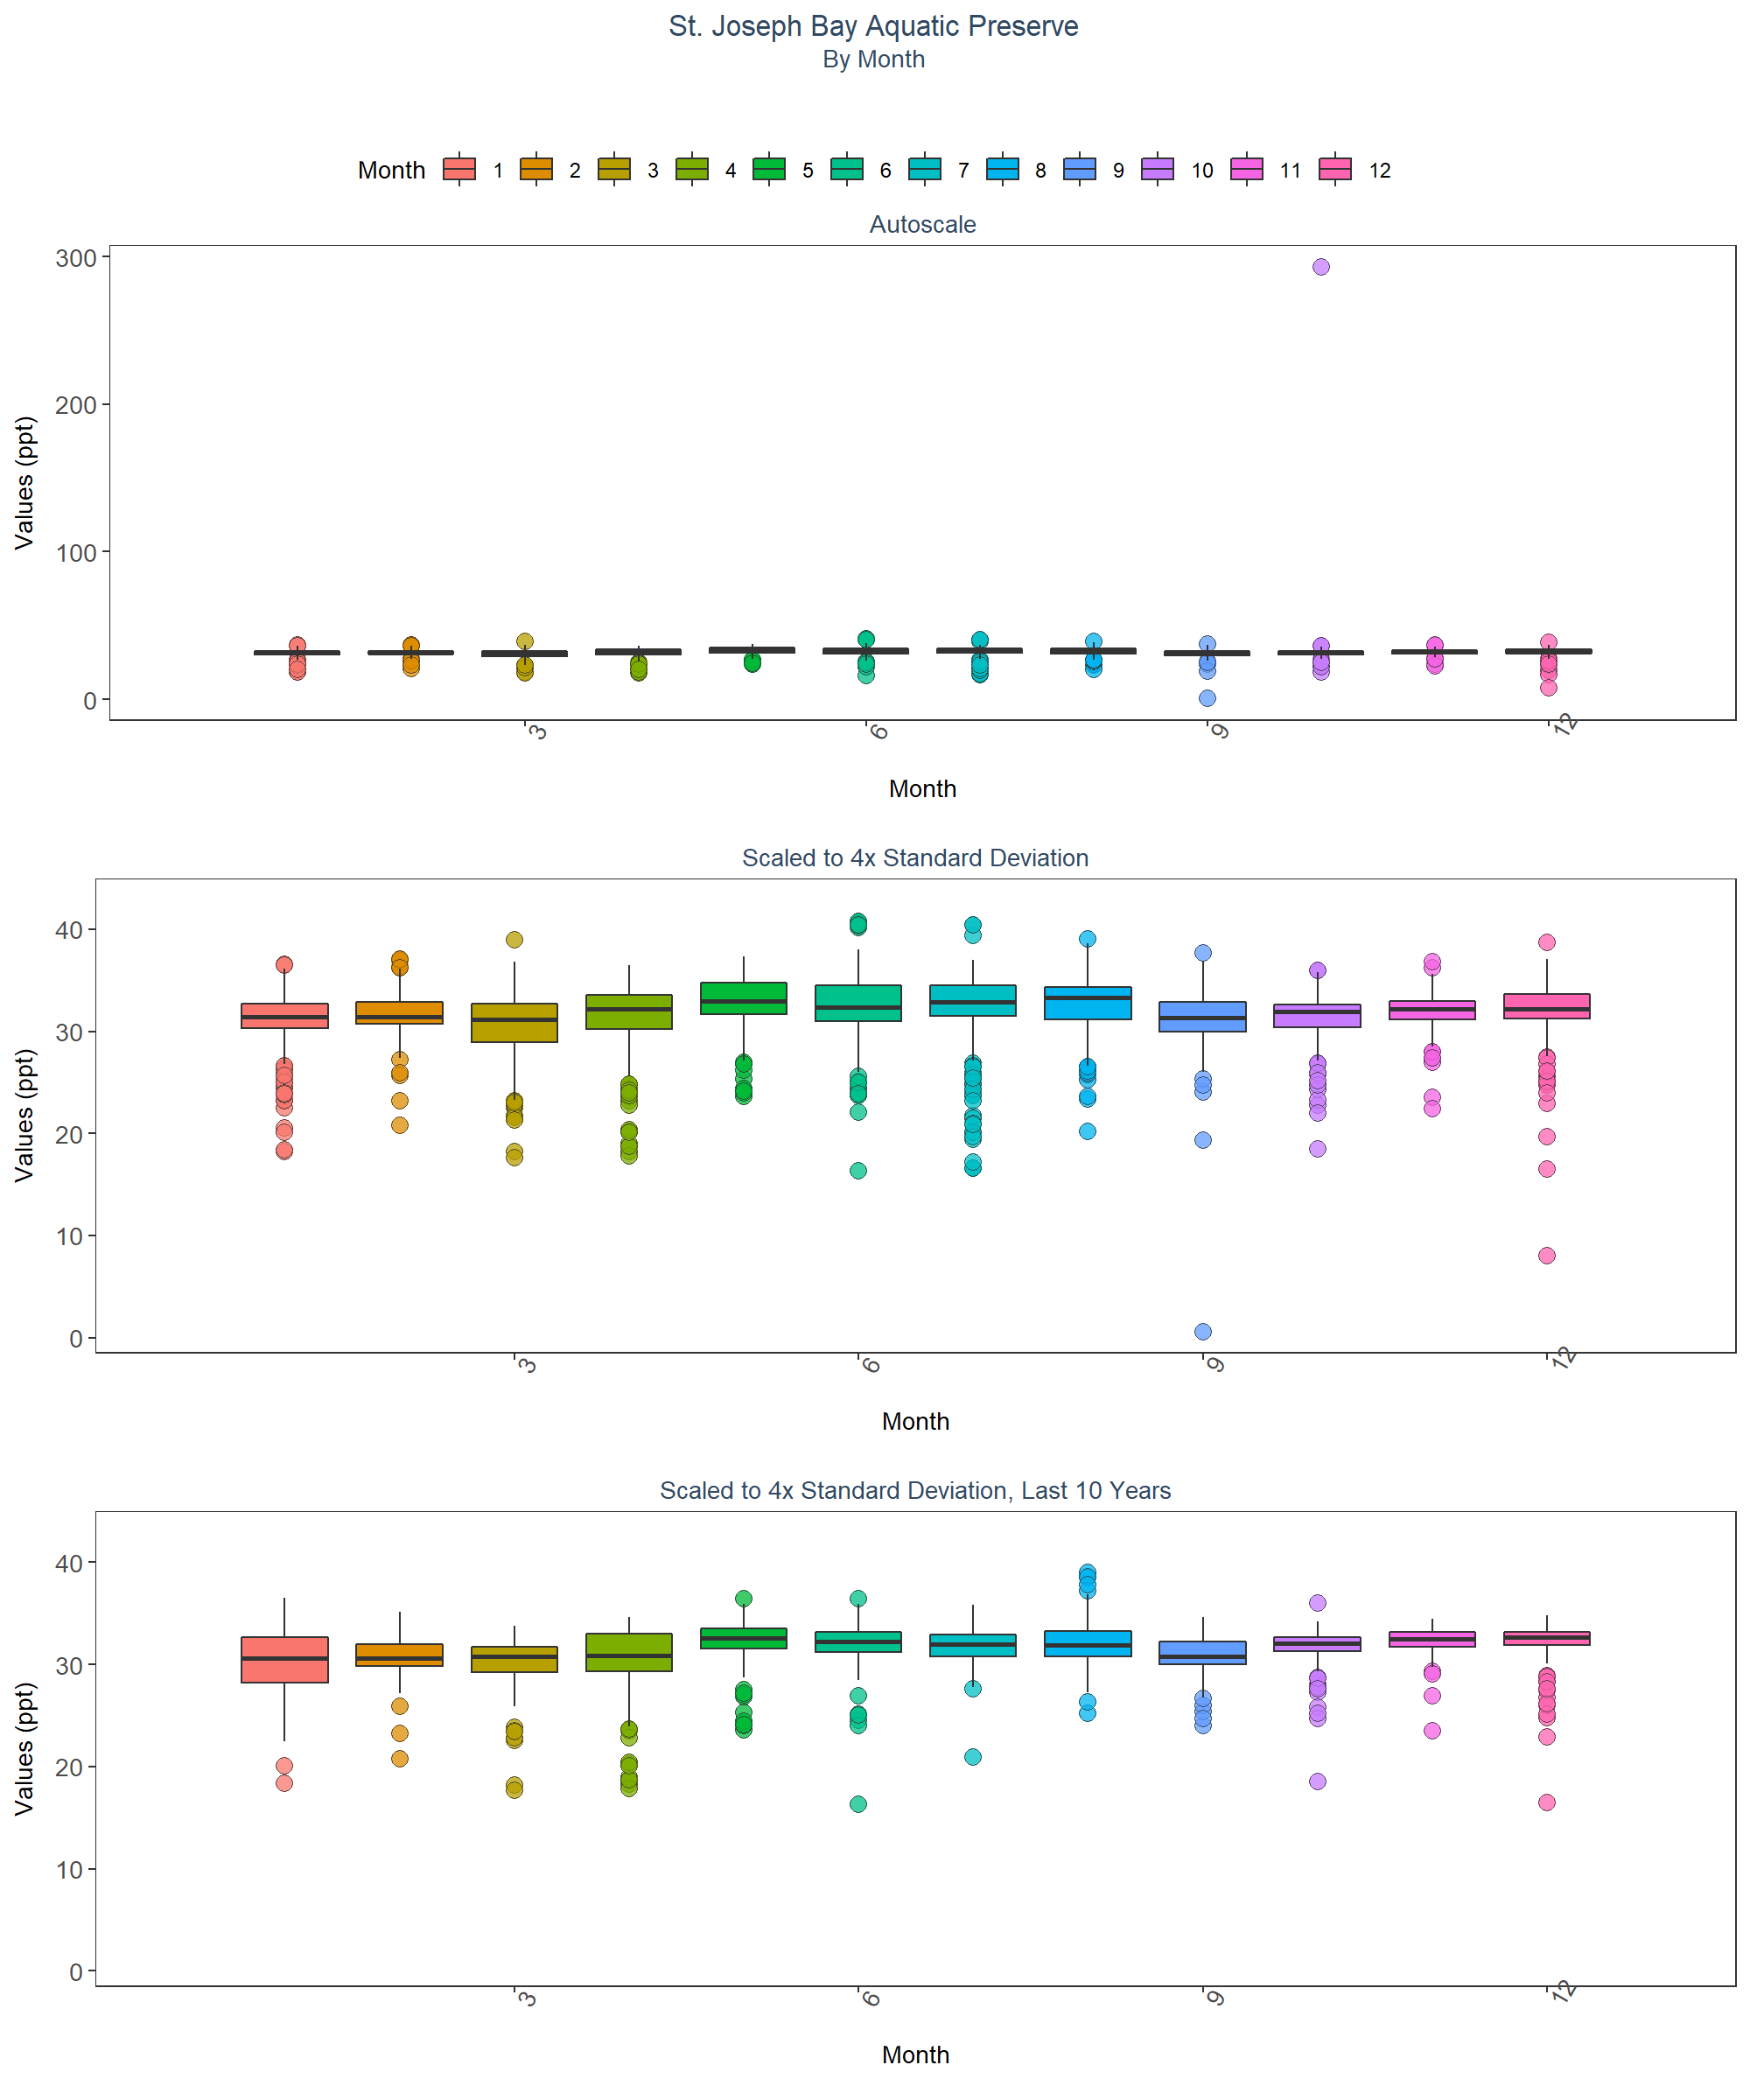 St. Joseph Bay Aquatic Preserve
By Month
Month 1 2 3 4 5 6 7 8 9 10 11 12
Autoscale
Values (ppt)
300
200
100
0
3 6 9 12
Month
Scaled to 4x Standard Deviation
Values (ppt)
40
30
20
10
0
3 6 9 12
Month
Scaled to 4x Standard Deviation, Last 10 Years
Values (ppt)
40
30
20
10
0
3 6 9 12
Month